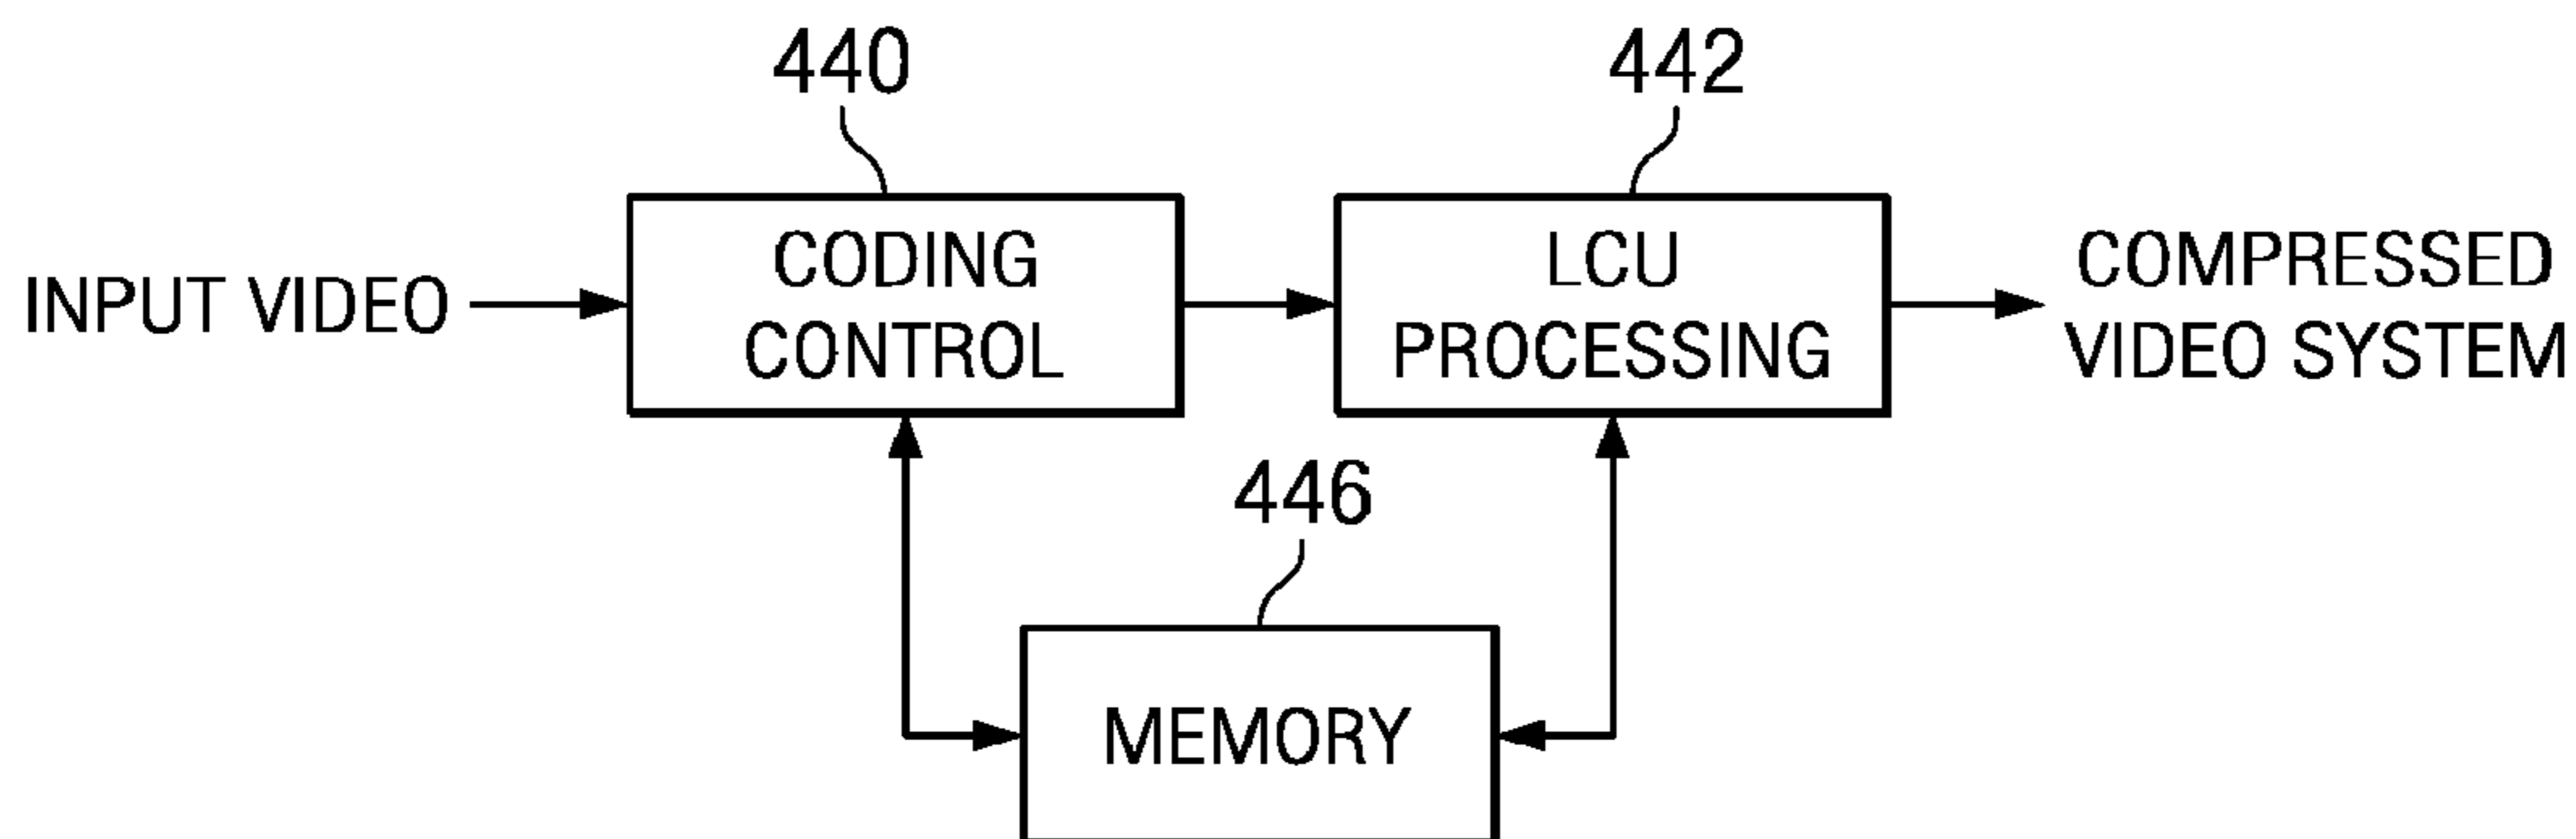 440
442
INPUT VIDEO
CODING
CONTROL
LCU
PROCESSING
COMPRESSED
VIDEO SYSTEM
446
MEMORY